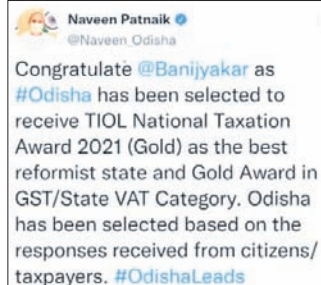 Naveen Patnaik
@Naveen_Odisha
Congratulate @Banijyakar as
#Odisha has been selected to
receive TIOL National Taxation
Award 2021 (Gold) as the best
reformist state and Gold Award in
GST/State VAT Category. Odisha
has been selected based on the
responses received from citizens/
taxpayers. #OdishaLeads